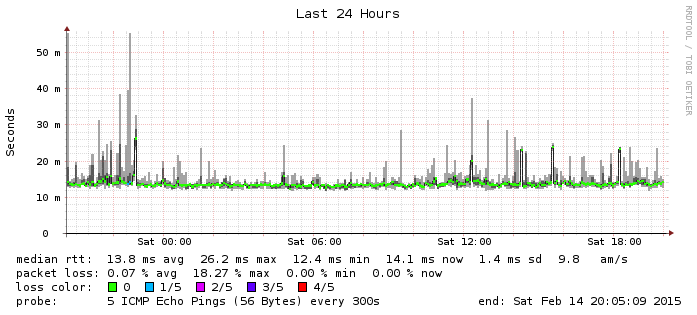 Last 24 Hours
RRDTOOL / TOBI OETIKER
Seconds
50 m
40 m
30 m
20 m
10 m
0
Sat 00:00 Sat 06:00 Sat 12:00 Sat 18:00
median rtt: 13.8 ms avg 26.2 ms max 12.4 ms min 14.1 ms now 1.4 ms sd 9.8 am/s
packet loss: 0.07 % avg 18.27 % max 0.00 % min 0.00 % now
loss color: 0 1/5 2/5 3/5 4/5
probe: 5 ICMP Echo Pings (56 Bytes) every 300s end: Sat Feb 14 20:05:09 2015